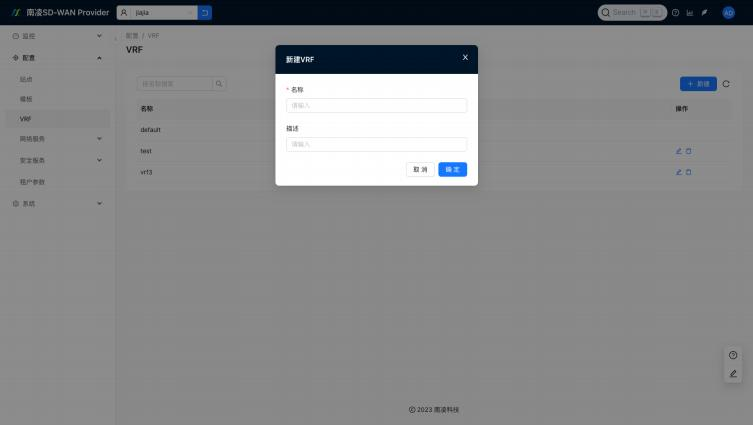 南凌SD-WAN Provider
jiajia
Search
AD
监控
配置
站点
模板
VRF
网络服务
安全服务
租户参数
系统
配置 / VRF
VRF
新建
名称
操作
default
test
vrf3
新建VRF
* 名称
请输入
描述
请输入
取 消
确 定
© 2023 南凌科技